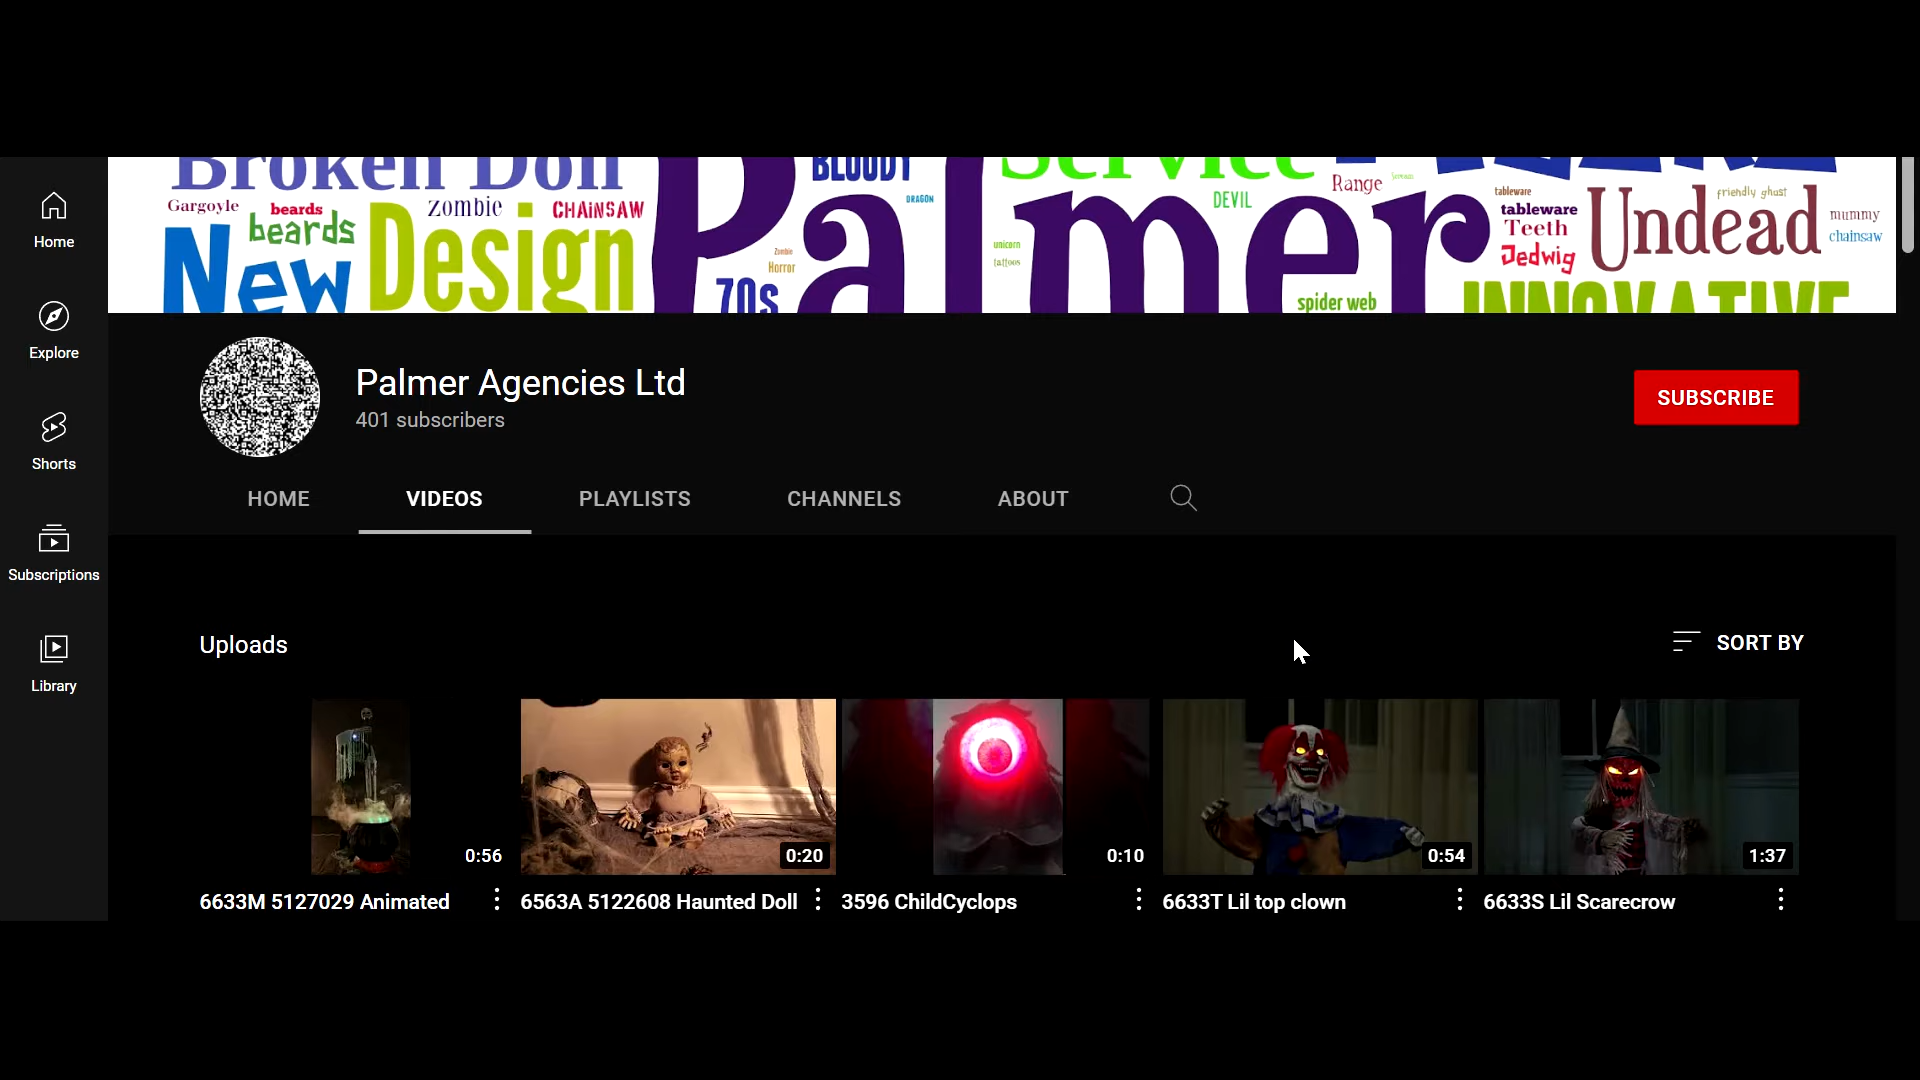 Broken Doll
BLOODY
Service
Gargoyle
beards
beards
zombie
CHAINSAW
DRAGON
DEVIL
Range
tableware
tableware
Teeth
Jedwig
Undead
friendly ghost
mummy
chainsaw
New
Design
Palmer
Zombie
Horror
70s
unicorn
tattoos
spider web
INNOVATIVE
Home
Explore
Shorts
Subscriptions
Library
Palmer Agencies Ltd
401 subscribers
SUBSCRIBE
HOME VIDEOS PLAYLISTS CHANNELS ABOUT
Uploads
SORT BY
0:56 0:20 0:10 0:54 1:37
6633M 5127029 Animated
6563A 5122608 Haunted Doll
3596 ChildCyclops
6633T Lil top clown
6633S Lil Scarecrow